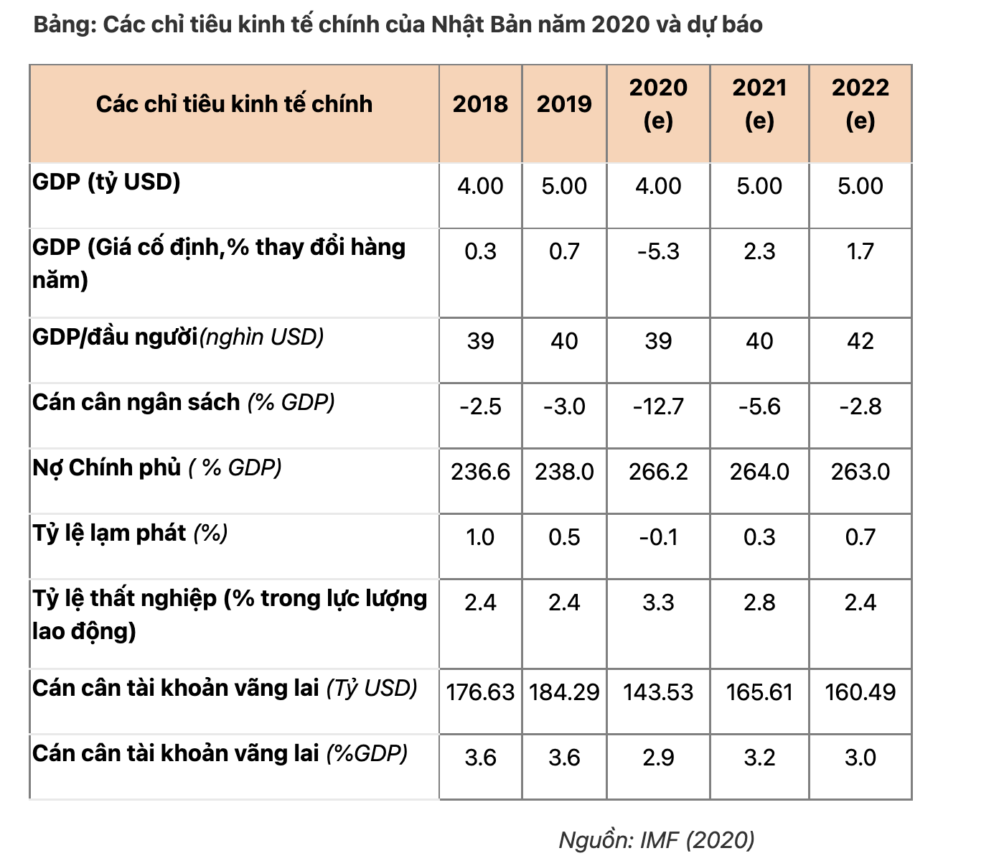 Bảng: Các chỉ tiêu kinh tế chính của Nhật Bản năm 2020 và dự báo
Các chỉ tiêu kinh tế chính 2018 2019 2020 (e) 2021 (e) 2022 (e)
GDP (tỷ USD) 4.00 5.00 4.00 5.00 5.00
GDP (Giá cố định,% thay đổi hàng 0.3 0.7 -5.3 2.3 1.7
năm)
GDP/đầu người(nghìn USD) 39 40 39 40 42
Cán cân ngân sách (% GDP) -2.5 -3.0 -12.7 -5.6 -2.8
Nợ Chính phủ ( % GDP) 236.6 238.0 266.2 264.0 263.0
Tỷ lệ lạm phát (%) 1.0 0.5 -0.1 0.3 0.7
Tỷ lệ thất nghiệp (% trong lực lượng 2.4 2.4 3.3 2.8 2.4
lao động)
Cán cân tài khoản vãng lai (Tỷ USD) 176.63 184.29 143.53 165.61 160.49
Cán cân tài khoản vãng lai (%GDP) 3.6 3.6 2.9 3.2 3.0
Nguồn: IMF (2020)